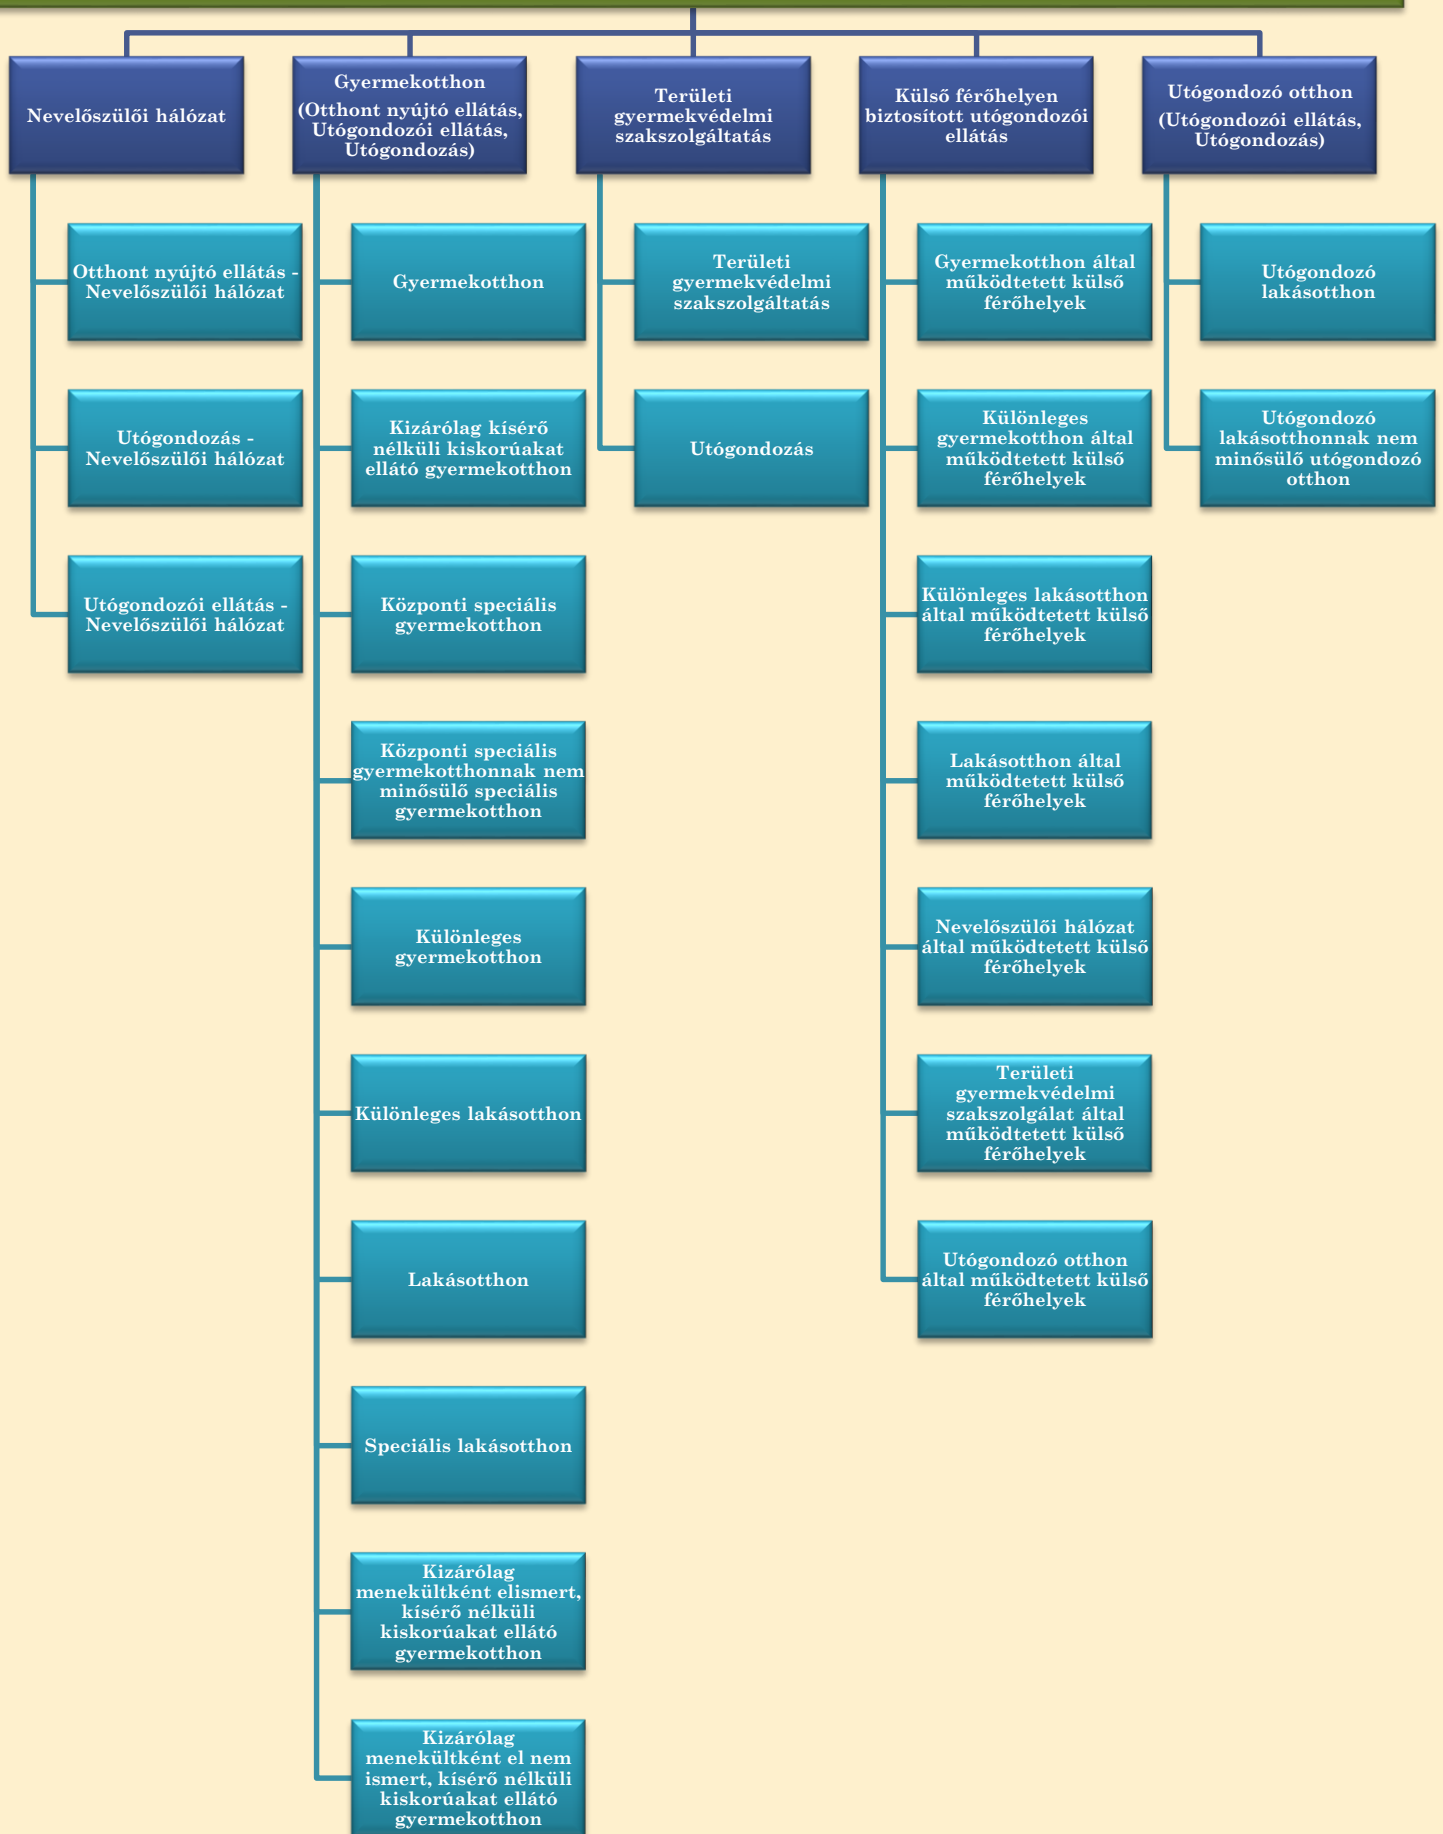 Nevelőszülői hálózat
Gyermekotthon
(Otthont nyújtó ellátás,
Utógondozói ellátás,
Utógondozás)
Területi
gyermekvédelmi
szakszolgáltatás
Külső férőhelyen
biztosított utógondozói
ellátás
Utógondozó otthon
(Utógondozói ellátás,
Utógondozás)
Otthont nyújtó ellátás -
Nevelőszülői hálózat
Utógondozás -
Nevelőszülői hálózat
Utógondozói ellátás -
Nevelőszülői hálózat
Gyermekotthon
Kizárólag kísérő
nélküli kiskorúakat
ellátó gyermekotthon
Központi speciális
gyermekotthon
Központi speciális
gyermekotthonnak nem
minősülő speciális
gyermekotthon
Különleges
gyermekotthon
Különleges lakásotthon
Lakásotthon
Speciális lakásotthon
Kizárólag
menekültként elismert,
kísérő nélküli
kiskorúakat ellátó
gyermekotthon
Kizárólag
menekültként el nem
ismert, kísérő nélküli
kiskorúakat ellátó
gyermekotthon
Területi
gyermekvédelmi
szakszolgáltatás
Utógondozás
Gyermekotthon által
működtetett külső
férőhelyek
Különleges
gyermekotthon által
működtetett külső
férőhelyek
Különleges lakásotthon
által működtetett külső
férőhelyek
Lakásotthon által
működtetett külső
férőhelyek
Nevelőszülői hálózat
által működtetett külső
férőhelyek
Területi
gyermekvédelmi
szakszolgálat által
működtetett külső
férőhelyek
Utógondozó otthon
által működtetett külső
férőhelyek
Utógondozó
lakásotthon
Utógondozó
lakásotthonnak nem
minősülő utógondozó
otthon